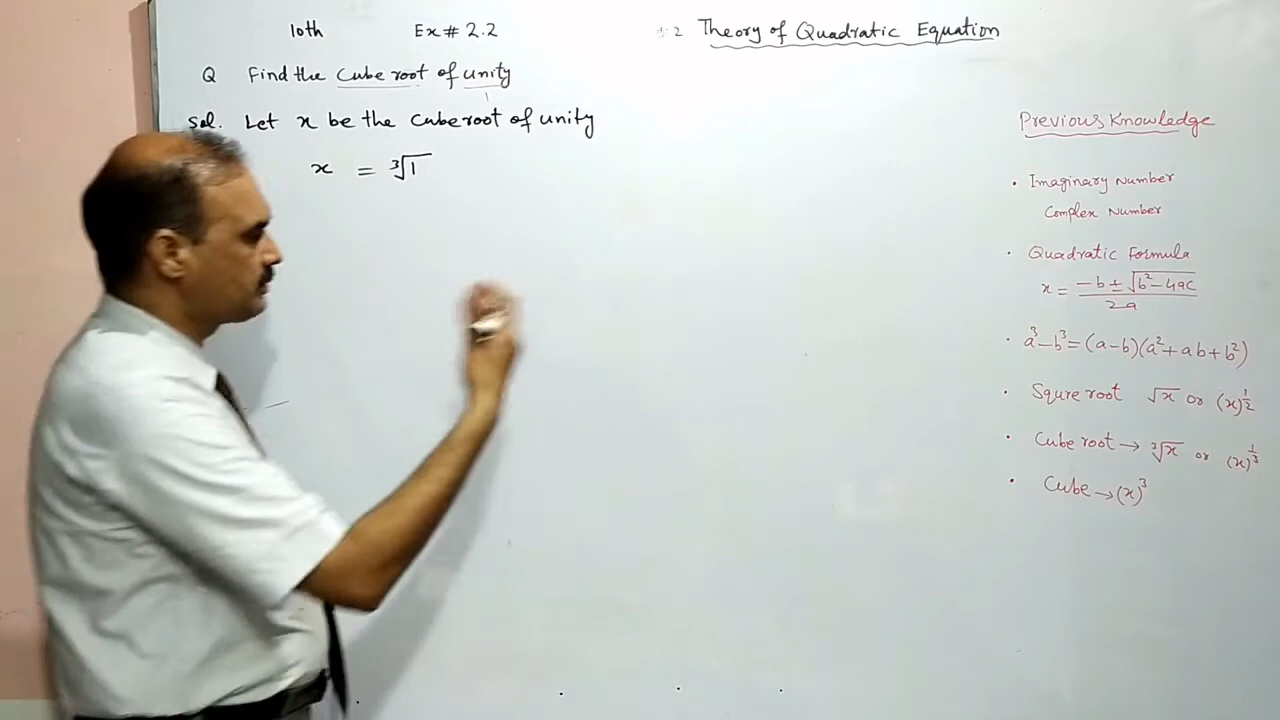 10th Ex# 2.2
# 2 Theory of Quadratic Equation
Q Find the Cube root of unity
Sol. Let x be the Cube root of unity
x = ∛1
Previous Knowledge
• Imaginary Number
Complex Number
• Quadratic Formula
x = (-b ± √(b² - 4ac)) / 2a
• a³ - b³ = (a - b)(a² + ab + b²)
• Squre root √x or (x)^(1/2)
• Cube root → ∛x or (x)^(1/3)
• Cube → (x)³